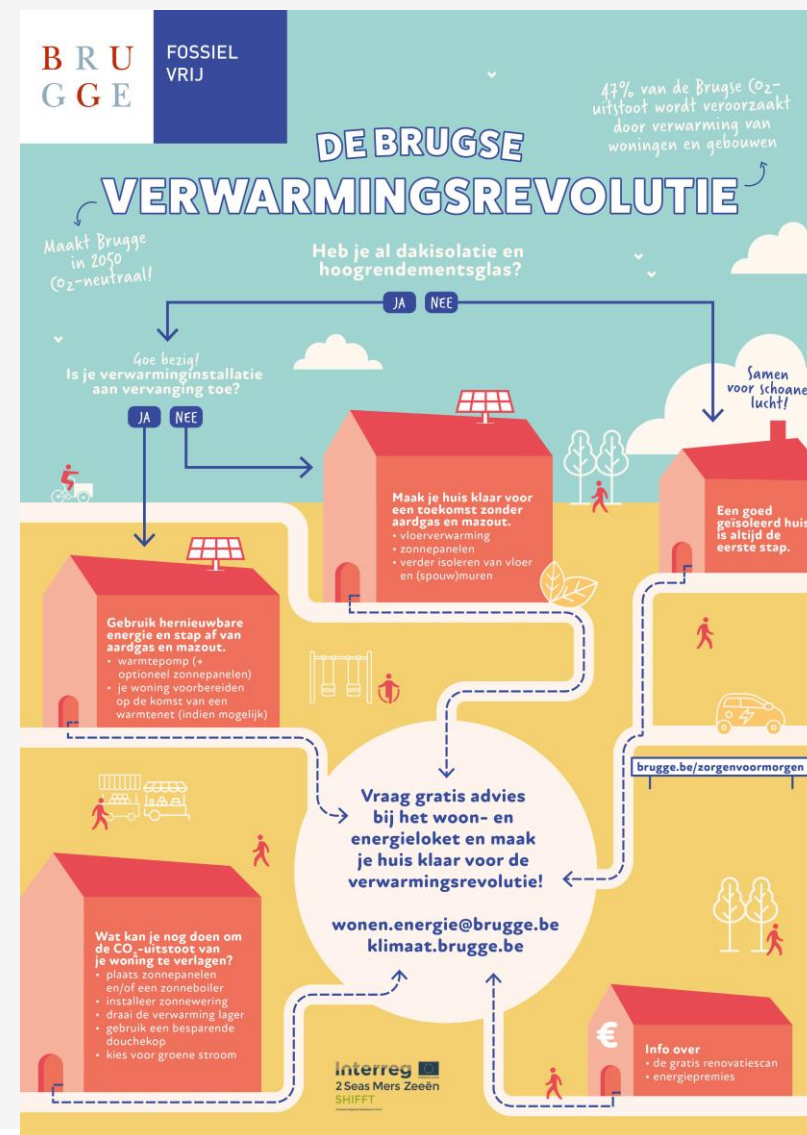 BRU
GGE
FOSSIEL
VRIJ
47% van de Brugse CO2-
uitstoot wordt veroorzaakt
door verwarming van
woningen en gebouwen
DE BRUGSE
VERWARMINGSREVOLUTIE
Maakt Brugge
in 2050
CO2-neutraal!
Heb je al dakisolatie en
hoogrendementsglas?
JA NEE
Goe bezig!
Is je verwarminginstallatie
aan vervanging toe?
JA NEE
Samen
voor schoane
lucht!
Maak je huis klaar voor
een toekomst zonder
aardgas en mazout.
• vloerverwarming
• zonnepanelen
• verder isoleren van vloer
en (spouw)muren
Een goed
geïsoleerd huis
is altijd de
eerste stap.
Gebruik hernieuwbare
energie en stap af van
aardgas en mazout.
• warmtepomp (+
optioneel zonnepanelen)
• je woning voorbereiden
op de komst van een
warmtenet (indien mogelijk)
brugge.be/zorgenvoormorgen
Vraag gratis advies
bij het woon- en
energieloket en maak
je huis klaar voor de
verwarmingsrevolutie!
wonen.energie@brugge.be
klimaat.brugge.be
Wat kan je nog doen om
de CO2-uitstoot van
je woning te verlagen?
• plaats zonnepanelen
en/of een zonneboiler
• installeer zonnewering
• draai de verwarming lager
• gebruik een besparende
douchekop
• kies voor groene stroom
€
Info over
• de gratis renovatiescan
• energiepremies
Interreg
2 Seas Mers Zeeën
SHIFFT